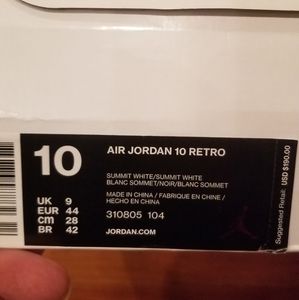 10
AIR JORDAN 10 RETRO
SUMMIT WHITE/SUMMIT WHITE
BLANC SOMMET/NOIR/BLANC SOMMET
MADE IN CHINA / FABRIQUE EN CHINE /
HECHO EN CHINA
UK 9
EUR 44
CM 28
BR 42
310805 104
JORDAN.COM
Suggested Retail: USD $190.00